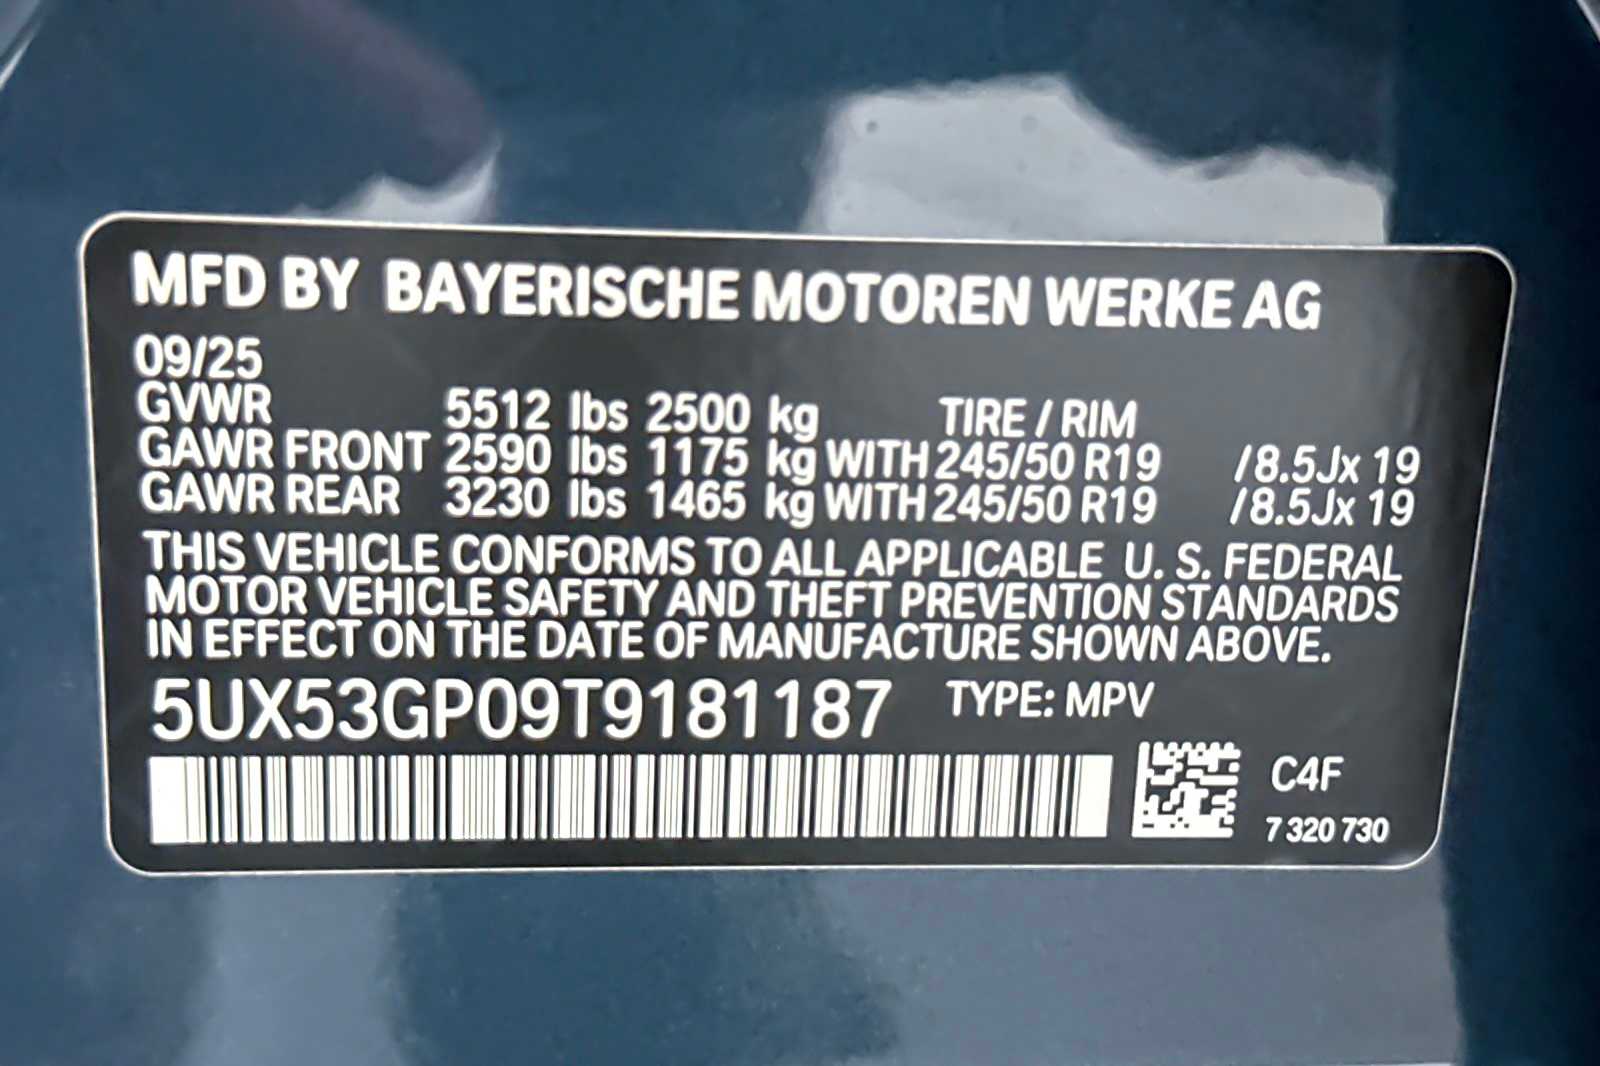 MFD BY BAYERISCHE MOTOREN WERKE AG
09/25
GVWR 5512 lbs 2500 kg TIRE / RIM
GAWR FRONT 2590 lbs 1175 kg WITH 245/50 R19 /8.5Jx 19
GAWR REAR 3230 lbs 1465 kg WITH 245/50 R19 /8.5Jx 19
THIS VEHICLE CONFORMS TO ALL APPLICABLE U. S. FEDERAL
MOTOR VEHICLE SAFETY AND THEFT PREVENTION STANDARDS
IN EFFECT ON THE DATE OF MANUFACTURE SHOWN ABOVE.
5UX53GP09T9181187 TYPE: MPV
C4F
7 320 730